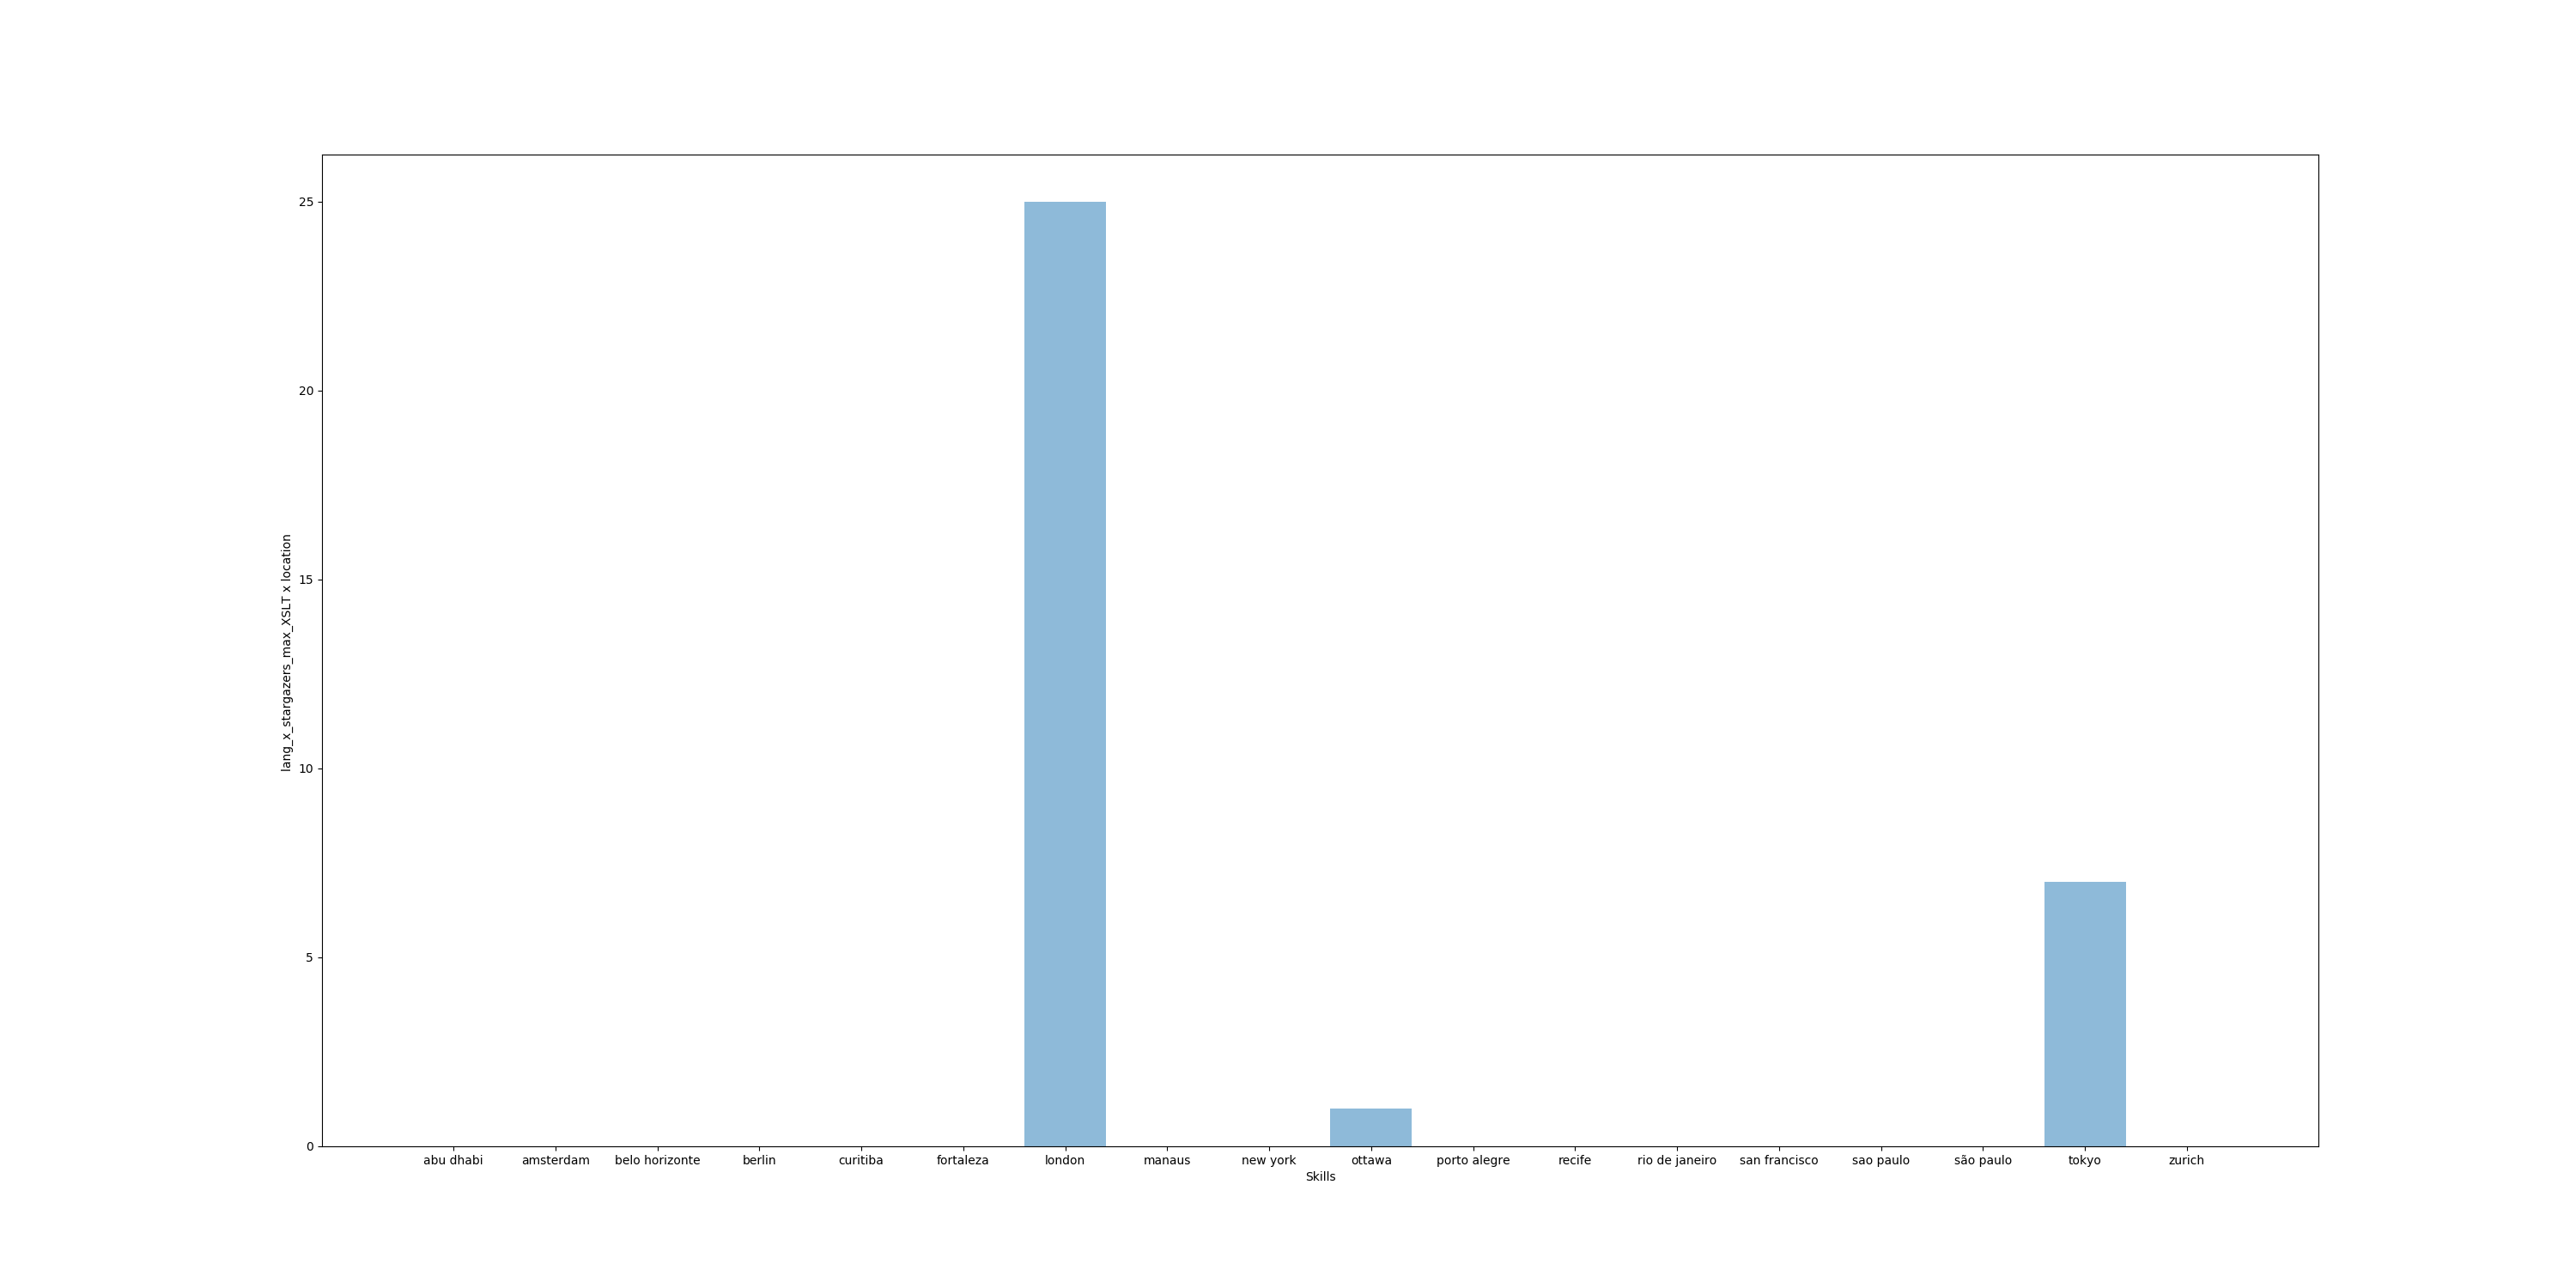 lang_x_stargazers_max_XSLT x location
25
20
15
10
5
0
abu dhabi amsterdam belo horizonte berlin curitiba fortaleza london manaus new york ottawa porto alegre recife rio de janeiro san francisco sao paulo são paulo tokyo zurich
Skills